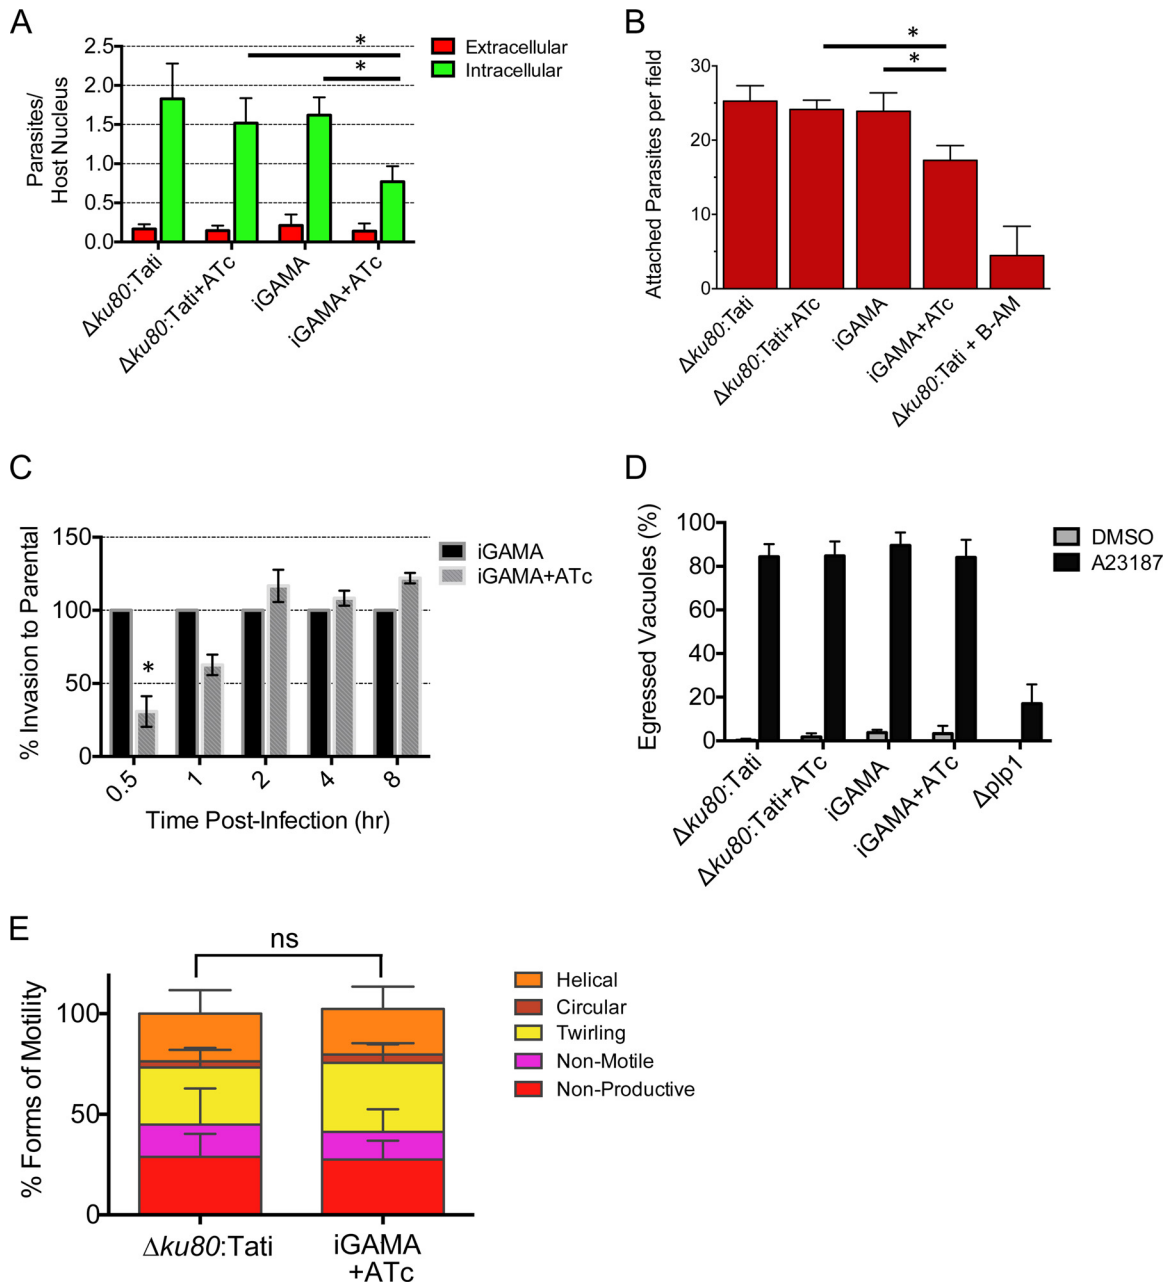 A
Parasites/
Host Nucleus
2.5
2.0
1.5
1.0
0.5
0.0
*
*
Extracellular
Intracellular
Δku80:Tati
Δku80:Tati+ATc
iGAMA
iGAMA+ATc
B
Attached Parasites per field
30
20
10
0
*
*
Δku80:Tati
Δku80:Tati+ATc
iGAMA
iGAMA+ATc
Δku80:Tati + B-AM
C
% Invasion to Parental
150
100
50
0
*
iGAMA
iGAMA+ATc
0.5
1
2
4
8
Time Post-Infection (hr)
D
Egressed Vacuoles (%)
100
80
60
40
20
0
DMSO
A23187
Δku80:Tati
Δku80:Tati+ATc
iGAMA
iGAMA+ATc
Δplp1
E
% Forms of Motility
100
50
0
ns
Helical
Circular
Twirling
Non-Motile
Non-Productive
Δku80:Tati
iGAMA
+ATc